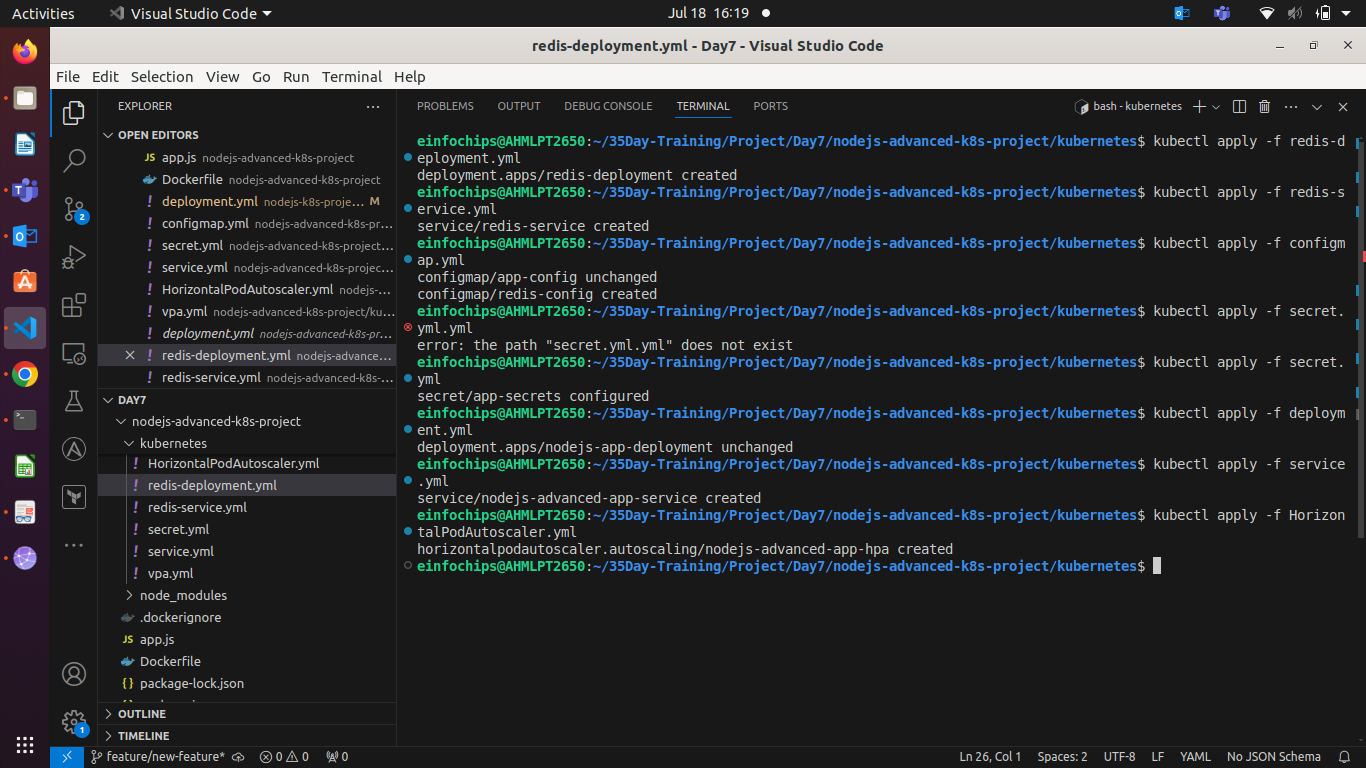 Activities
Visual Studio Code
Jul 18 16:19
redis-deployment.yml - Day7 - Visual Studio Code
File Edit Selection View Go Run Terminal Help
EXPLORER
OPEN EDITORS
JS app.js nodejs-advanced-k8s-project
Dockerfile nodejs-advanced-k8s-project
! deployment.yml nodejs-k8s-proje... M
! configmap.yml nodejs-advanced-k8s-pr...
! secret.yml nodejs-advanced-k8s-project...
! service.yml nodejs-advanced-k8s-projec...
! HorizontalPodAutoscaler.yml nodejs-...
! vpa.yml nodejs-advanced-k8s-project/ku...
! deployment.yml nodejs-advanced-k8s-pr...
! redis-deployment.yml nodejs-advance...
! redis-service.yml nodejs-advanced-k8s-...
DAY7
nodejs-advanced-k8s-project
kubernetes
! HorizontalPodAutoscaler.yml
! redis-deployment.yml
! redis-service.yml
! secret.yml
! service.yml
! vpa.yml
node_modules
.dockerignore
JS app.js
Dockerfile
{} package-lock.json
OUTLINE
TIMELINE
2
1
PROBLEMS OUTPUT DEBUG CONSOLE TERMINAL PORTS
bash - kubernetes
einfochips@AHMLPT2650:~/35Day-Training/Project/Day7/nodejs-advanced-k8s-project/kubernetes$ kubectl apply -f redis-d
eployment.yml
deployment.apps/redis-deployment created
einfochips@AHMLPT2650:~/35Day-Training/Project/Day7/nodejs-advanced-k8s-project/kubernetes$ kubectl apply -f redis-s
ervice.yml
service/redis-service created
einfochips@AHMLPT2650:~/35Day-Training/Project/Day7/nodejs-advanced-k8s-project/kubernetes$ kubectl apply -f configm
ap.yml
configmap/app-config unchanged
configmap/redis-config created
einfochips@AHMLPT2650:~/35Day-Training/Project/Day7/nodejs-advanced-k8s-project/kubernetes$ kubectl apply -f secret.
yml.yml
error: the path "secret.yml.yml" does not exist
einfochips@AHMLPT2650:~/35Day-Training/Project/Day7/nodejs-advanced-k8s-project/kubernetes$ kubectl apply -f secret.
yml
secret/app-secrets configured
einfochips@AHMLPT2650:~/35Day-Training/Project/Day7/nodejs-advanced-k8s-project/kubernetes$ kubectl apply -f deploym
ent.yml
deployment.apps/nodejs-app-deployment unchanged
einfochips@AHMLPT2650:~/35Day-Training/Project/Day7/nodejs-advanced-k8s-project/kubernetes$ kubectl apply -f service
.yml
service/nodejs-advanced-app-service created
einfochips@AHMLPT2650:~/35Day-Training/Project/Day7/nodejs-advanced-k8s-project/kubernetes$ kubectl apply -f Horizon
talPodAutoscaler.yml
horizontalpodautoscaler.autoscaling/nodejs-advanced-app-hpa created
einfochips@AHMLPT2650:~/35Day-Training/Project/Day7/nodejs-advanced-k8s-project/kubernetes$
feature/new-feature* 0 0 0
Ln 26, Col 1 Spaces: 2 UTF-8 LF YAML No JSON Schema